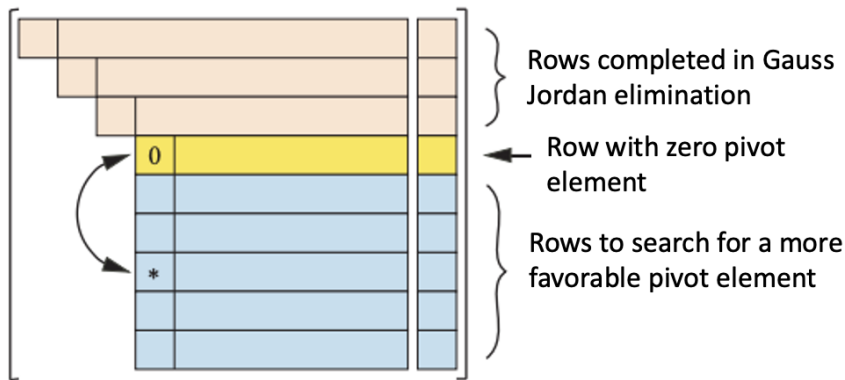 Rows completed in Gauss
Jordan elimination
0
Row with zero pivot
element
Rows to search for a more
favorable pivot element
*